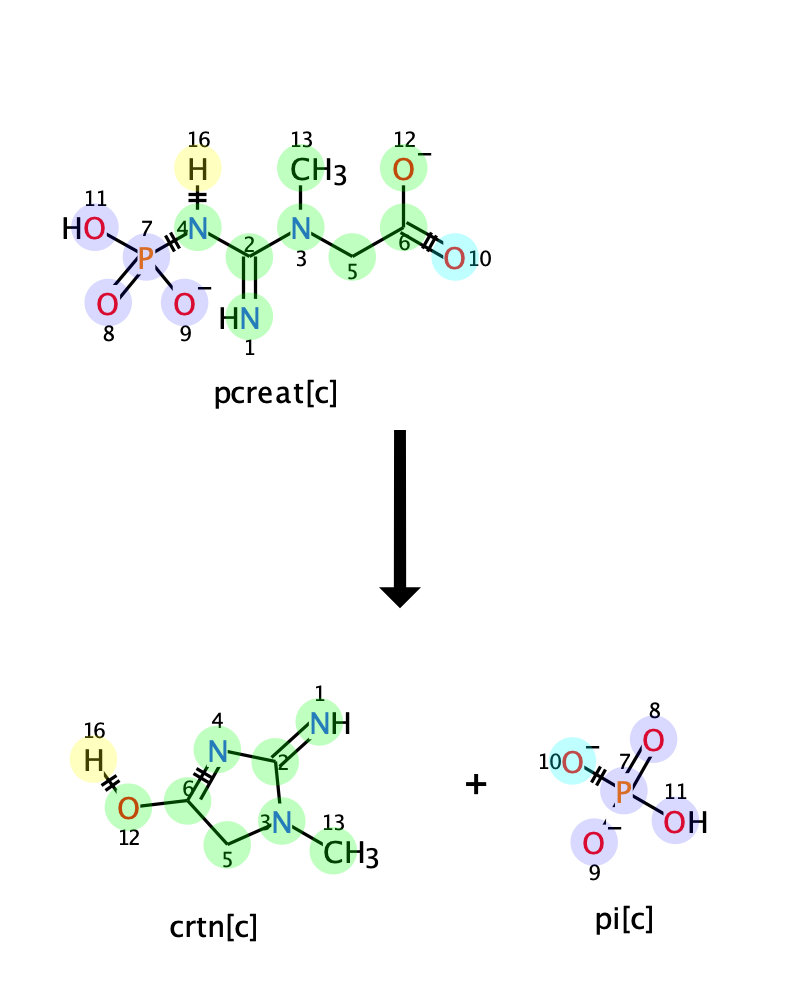 16 13 12
H CH3 O−
11 7 4
HO P N 2 N 6
3 5 O 10
O O− HN
8 9 1
pcreat[c]
1
16 4 NH 8
H N 10 O− 7 O
6 2 + P 11
O 3 N 13 OH
12 CH3 O−
5 9
crtn[c] pi[c]